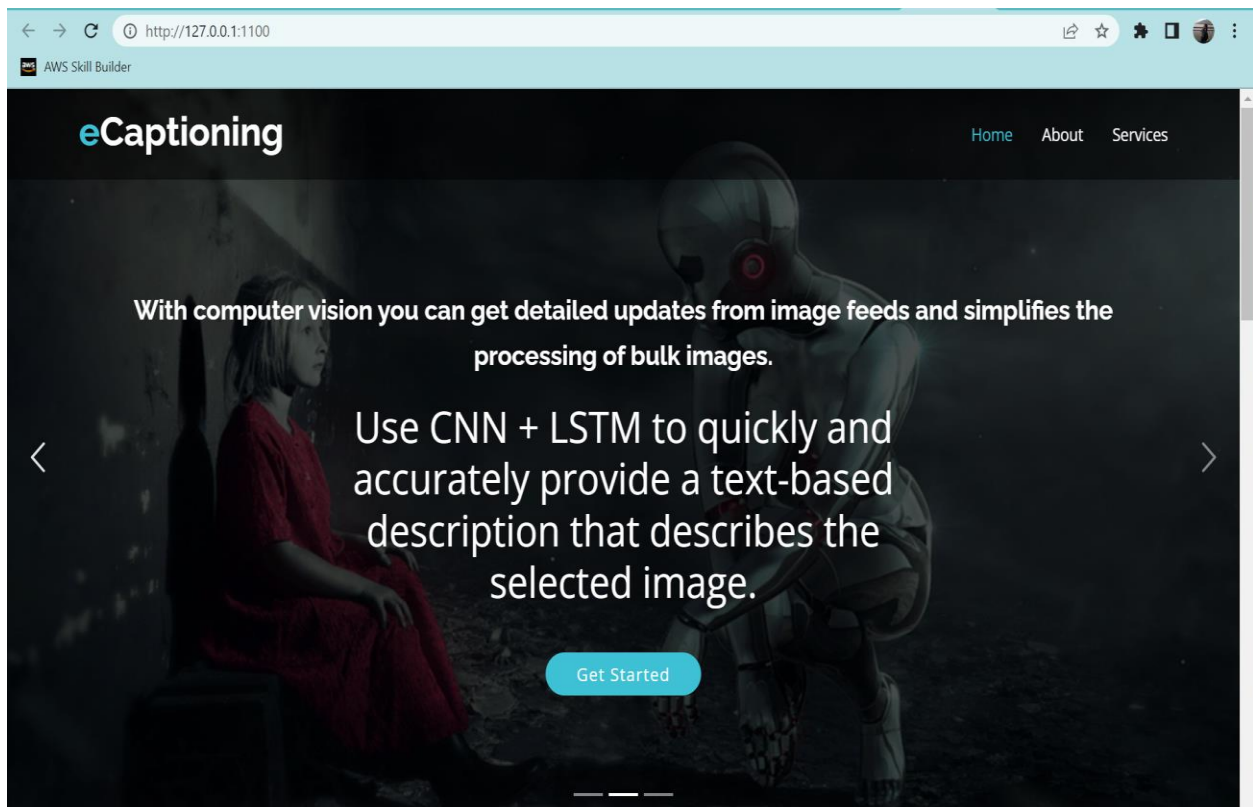 http://127.0.0.1:1100
aws AWS Skill Builder
eCaptioning
Home About Services
With computer vision you can get detailed updates from image feeds and simplifies the
processing of bulk images.
Use CNN + LSTM to quickly and
accurately provide a text-based
description that describes the
selected image.
Get Started